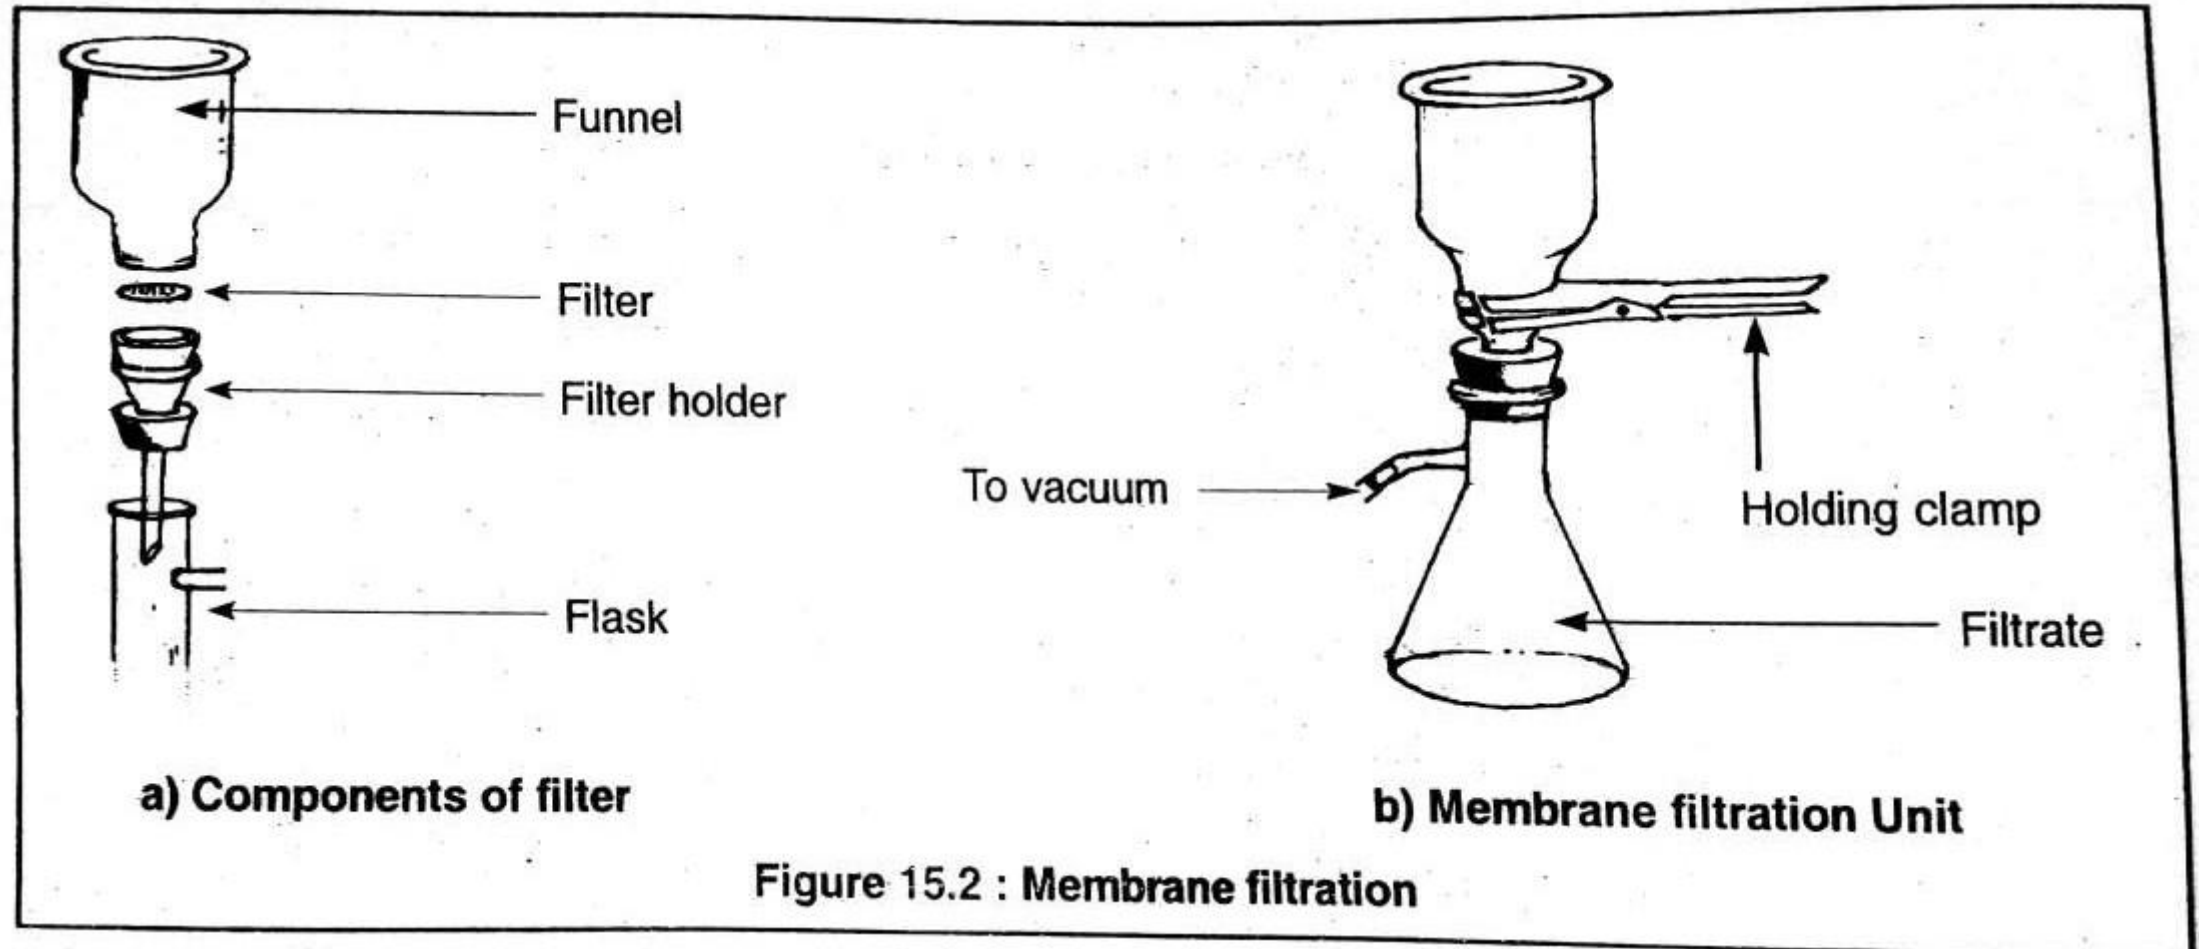 Funnel
Filter
Filter holder
Flask
To vacuum
Holding clamp
Filtrate
a) Components of filter
b) Membrane filtration Unit
Figure 15.2 : Membrane filtration